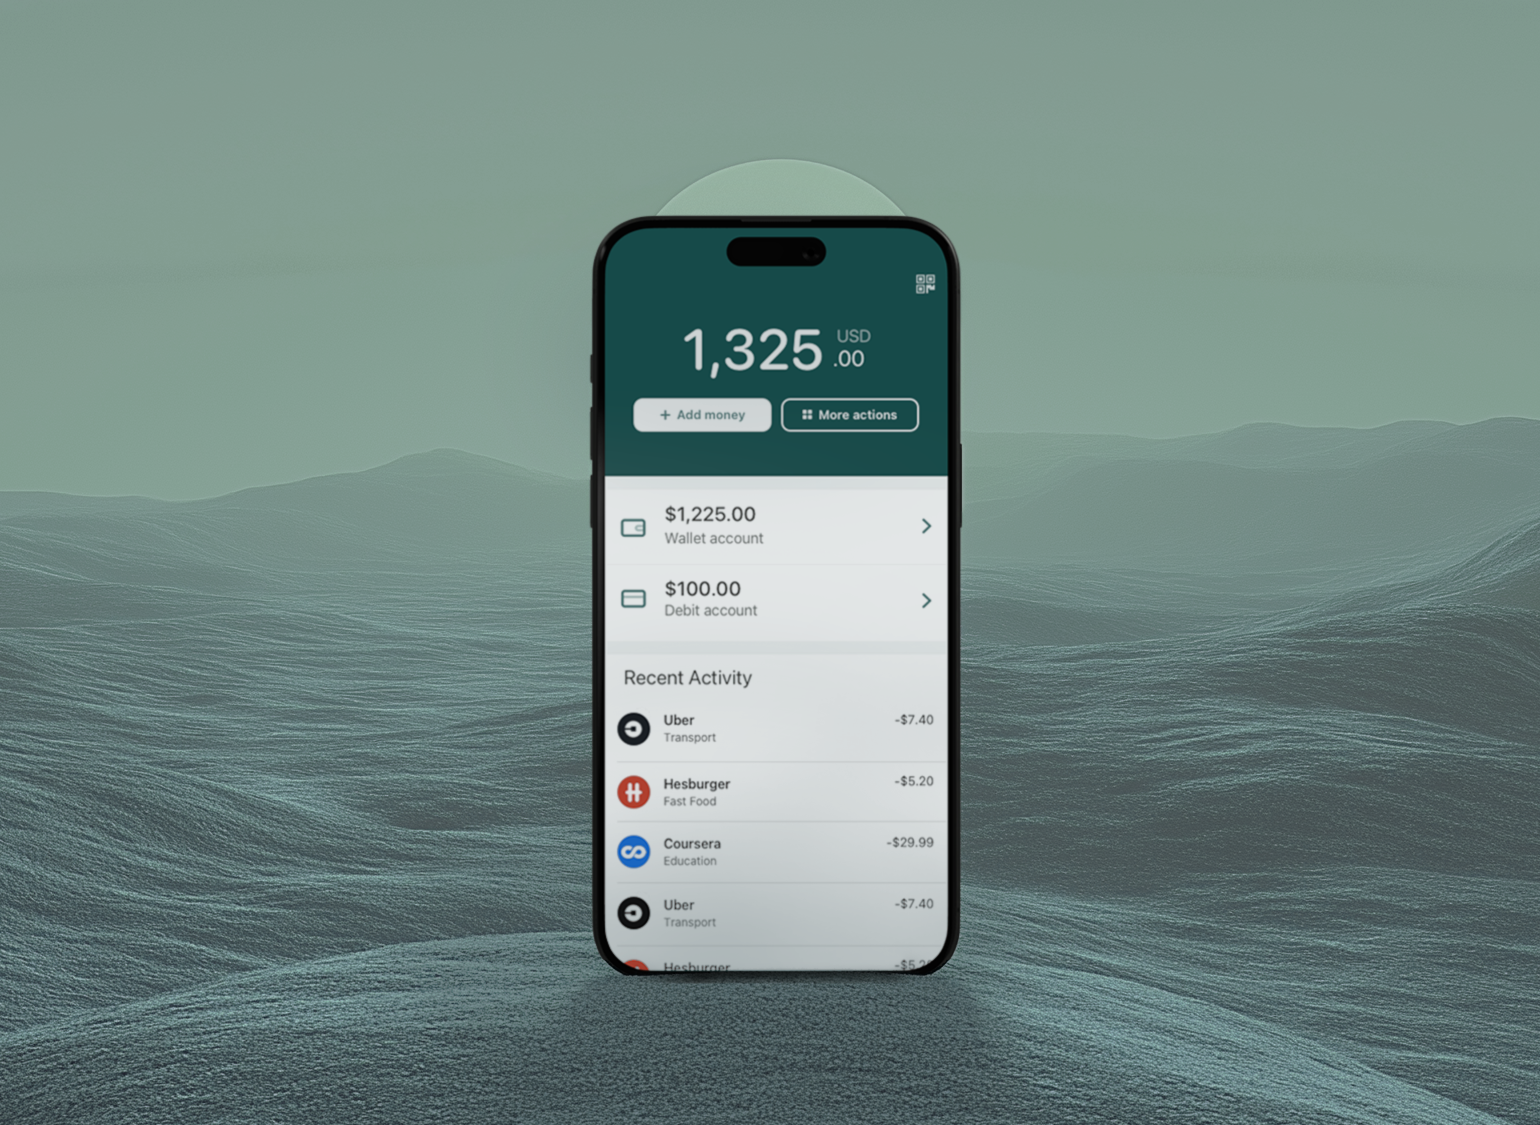 1,325 USD
.00
+ Add money
More actions
$1,225.00
Wallet account
$100.00
Debit account
Recent Activity
Uber -$7.40
Transport
Hesburger -$5.20
Fast Food
Coursera -$29.99
Education
Uber -$7.40
Transport
Hesburger